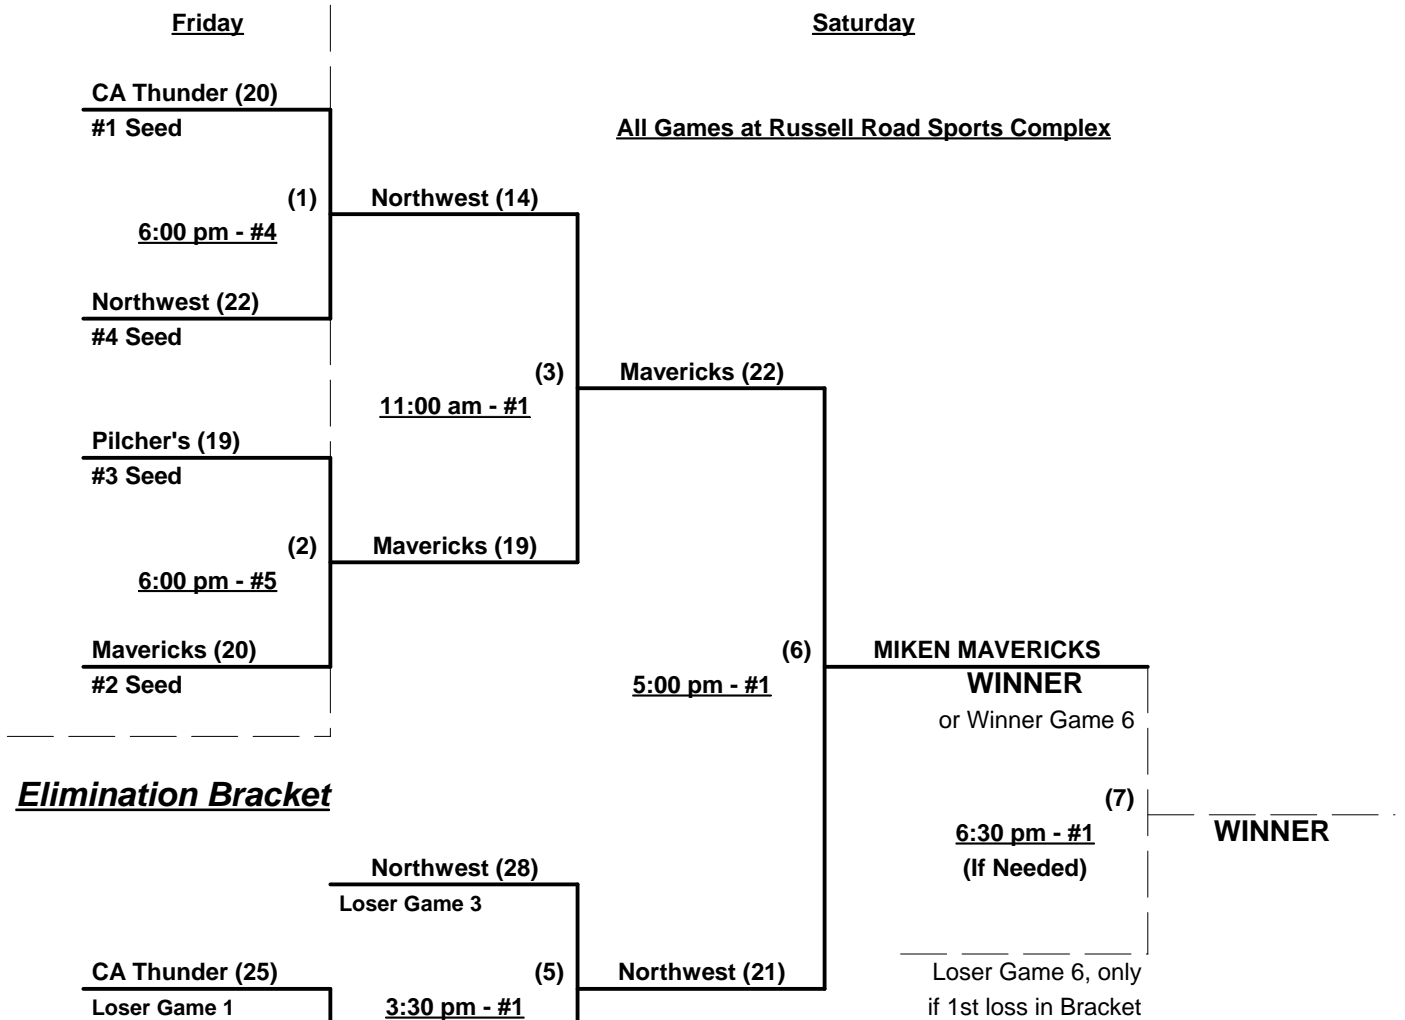 Friday
Saturday
CA Thunder (20)
#1 Seed
All Games at Russell Road Sports Complex
(1)
Northwest (14)
6:00 pm - #4
Northwest (22)
#4 Seed
(3)
Mavericks (22)
11:00 am - #1
Pilcher's (19)
#3 Seed
(2)
Mavericks (19)
6:00 pm - #5
Mavericks (20)
#2 Seed
(6)
MIKEN MAVERICKS
5:00 pm - #1
WINNER
or Winner Game 6
Elimination Bracket
(7)
6:30 pm - #1
WINNER
(If Needed)
Northwest (28)
Loser Game 3
CA Thunder (25)
Loser Game 1
(5)
Northwest (21)
3:30 pm - #1
Loser Game 6, only
if 1st loss in Bracket